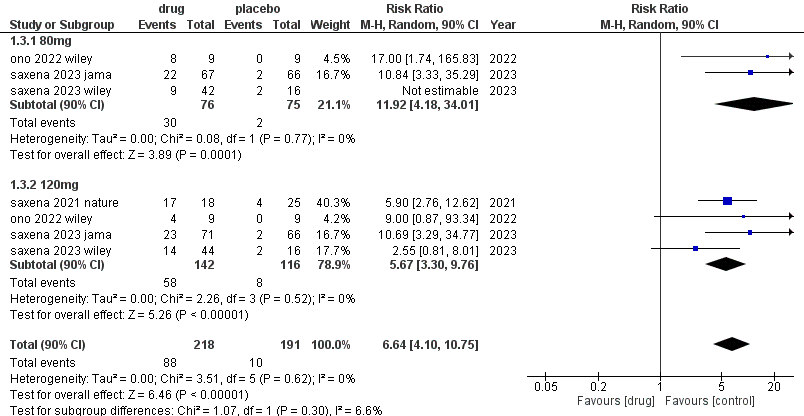 drug placebo Risk Ratio Risk Ratio
Study or Subgroup Events Total Events Total Weight M-H, Random, 90% CI Year M-H, Random, 90% CI
1.3.1 80mg
ono 2022 wiley 8 9 0 9 4.5% 17.00 [1.74, 165.83] 2022
saxena 2023 jama 22 67 2 66 16.7% 10.84 [3.33, 35.29] 2023
saxena 2023 wiley 9 42 2 16 Not estimable 2023
Subtotal (90% CI) 76 75 21.1% 11.92 [4.18, 34.01]
Total events 30 2
Heterogeneity: Tau² = 0.00; Chi² = 0.08, df = 1 (P = 0.77); I² = 0%
Test for overall effect: Z = 3.89 (P = 0.0001)
1.3.2 120mg
saxena 2021 nature 17 18 4 25 40.3% 5.90 [2.76, 12.62] 2021
ono 2022 wiley 4 9 0 9 4.2% 9.00 [0.87, 93.34] 2022
saxena 2023 jama 23 71 2 66 16.7% 10.69 [3.29, 34.77] 2023
saxena 2023 wiley 14 44 2 16 17.7% 2.55 [0.81, 8.01] 2023
Subtotal (90% CI) 142 116 78.9% 5.67 [3.30, 9.76]
Total events 58 8
Heterogeneity: Tau² = 0.00; Chi² = 2.26, df = 3 (P = 0.52); I² = 0%
Test for overall effect: Z = 5.26 (P < 0.00001)
Total (90% CI) 218 191 100.0% 6.64 [4.10, 10.75]
Total events 88 10
Heterogeneity: Tau² = 0.00; Chi² = 3.51, df = 5 (P = 0.62); I² = 0%
Test for overall effect: Z = 6.46 (P < 0.00001)
Test for subgroup differences: Chi² = 1.07, df = 1 (P = 0.30), I² = 6.6%
0.05 0.2 1 5 20
Favours [drug] Favours [control]